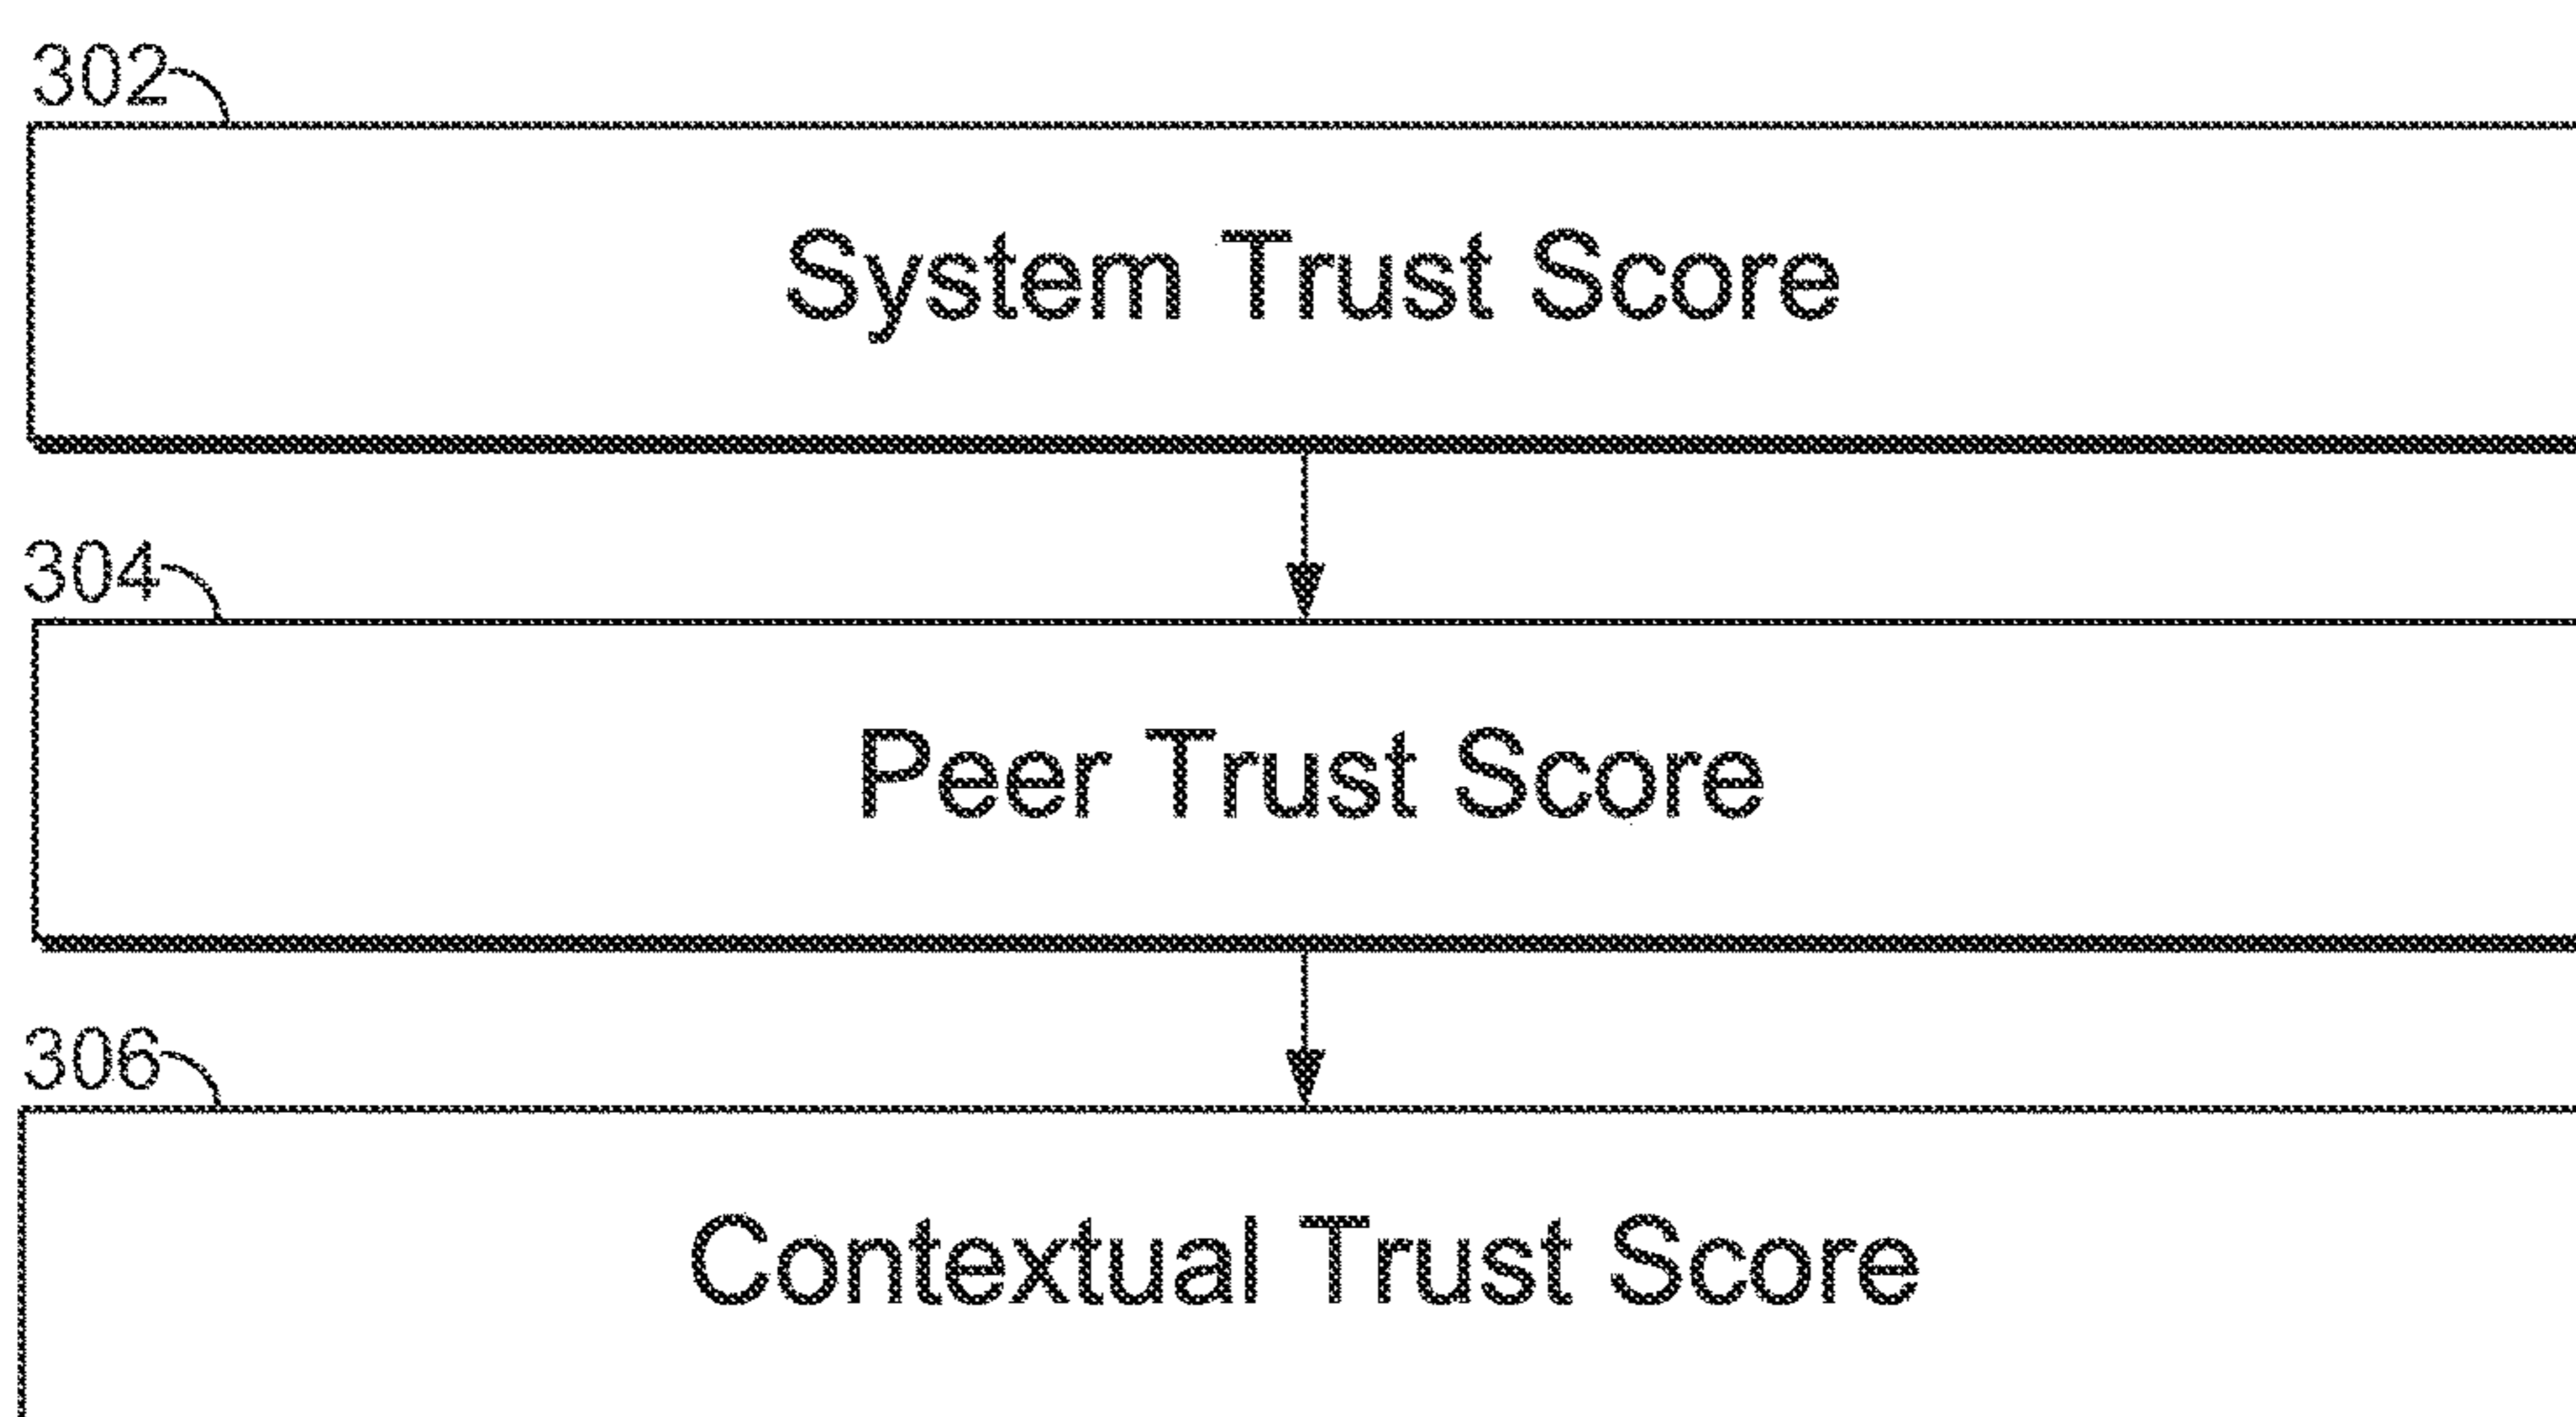 302
System Trust Score
304
Peer Trust Score
306
Contextual Trust Score